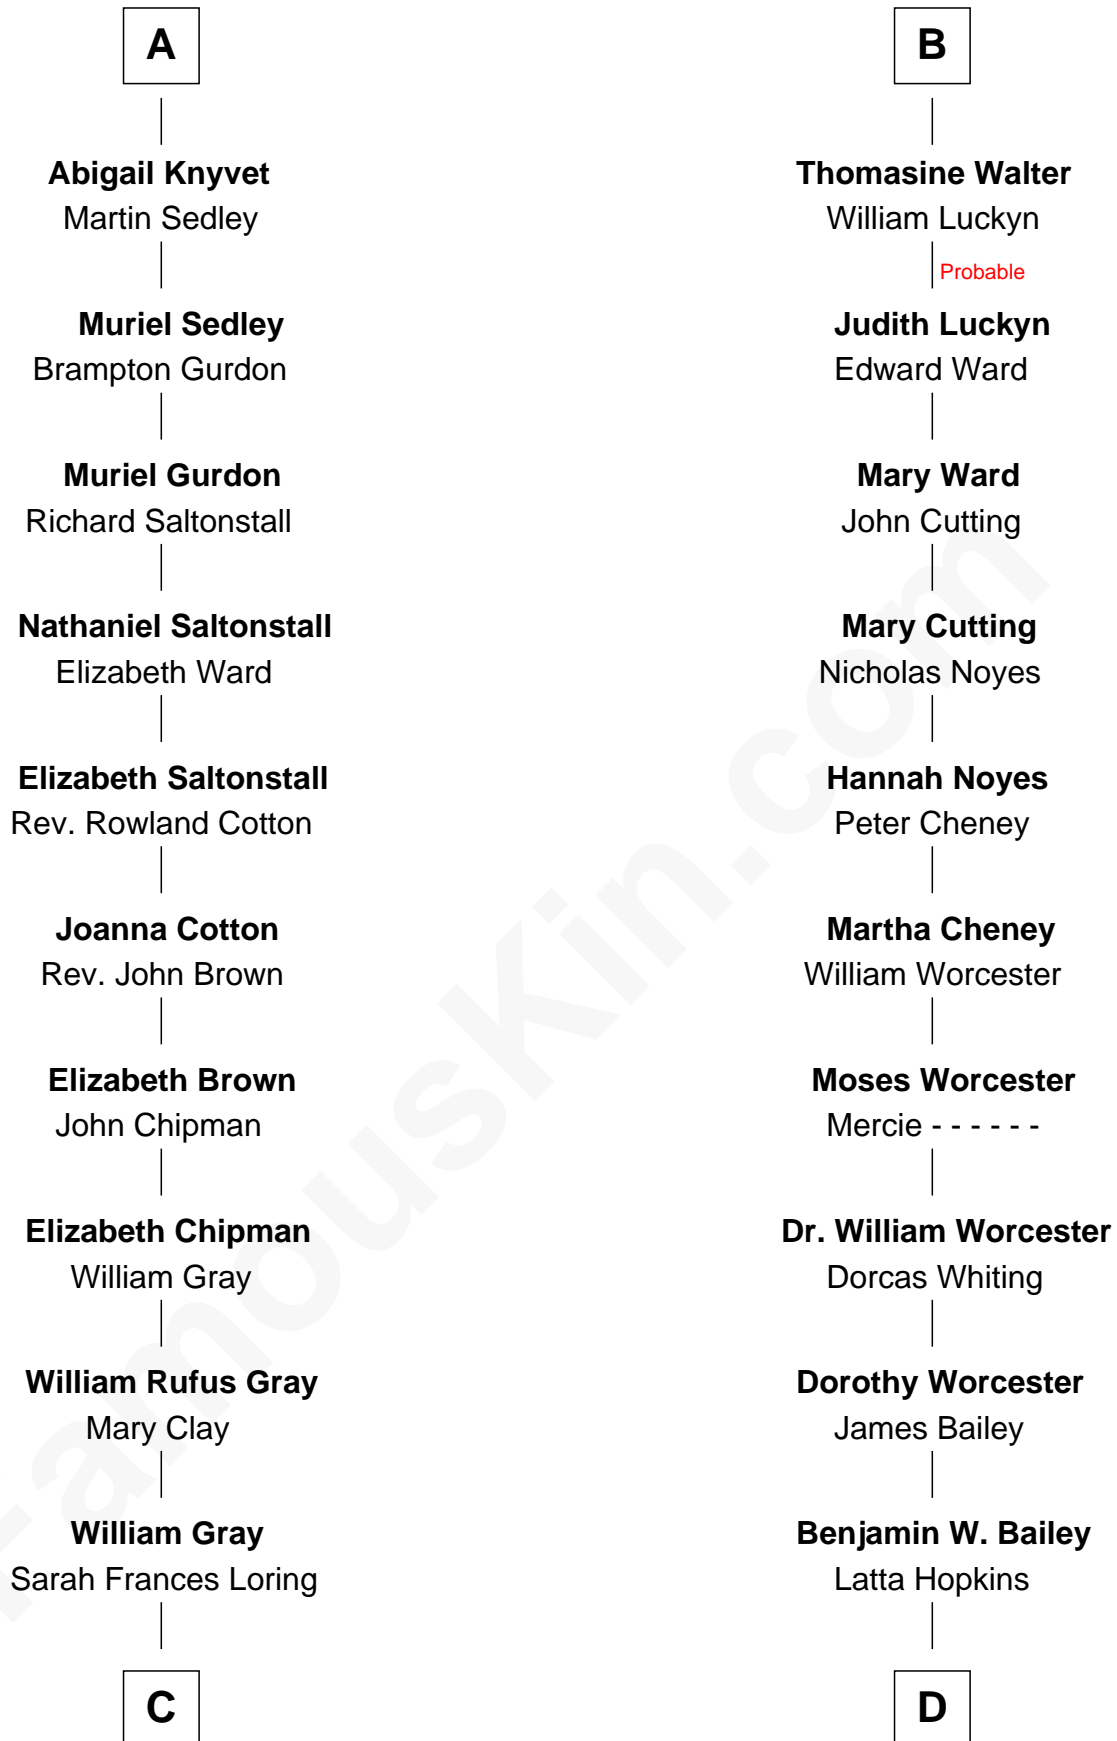 A
Abigail Knyvet
Martin Sedley
Muriel Sedley
Brampton Gurdon
Muriel Gurdon
Richard Saltonstall
Nathaniel Saltonstall
Elizabeth Ward
Elizabeth Saltonstall
Rev. Rowland Cotton
Joanna Cotton
Rev. John Brown
Elizabeth Brown
John Chipman
Elizabeth Chipman
William Gray
William Rufus Gray
Mary Clay
William Gray
Sarah Frances Loring
C
B
Thomasine Walter
William Luckyn
Probable
Judith Luckyn
Edward Ward
Mary Ward
John Cutting
Mary Cutting
Nicholas Noyes
Hannah Noyes
Peter Cheney
Martha Cheney
William Worcester
Moses Worcester
Mercie - - - - - -
Dr. William Worcester
Dorcas Whiting
Dorothy Worcester
James Bailey
Benjamin W. Bailey
Latta Hopkins
D
FamousKin.com